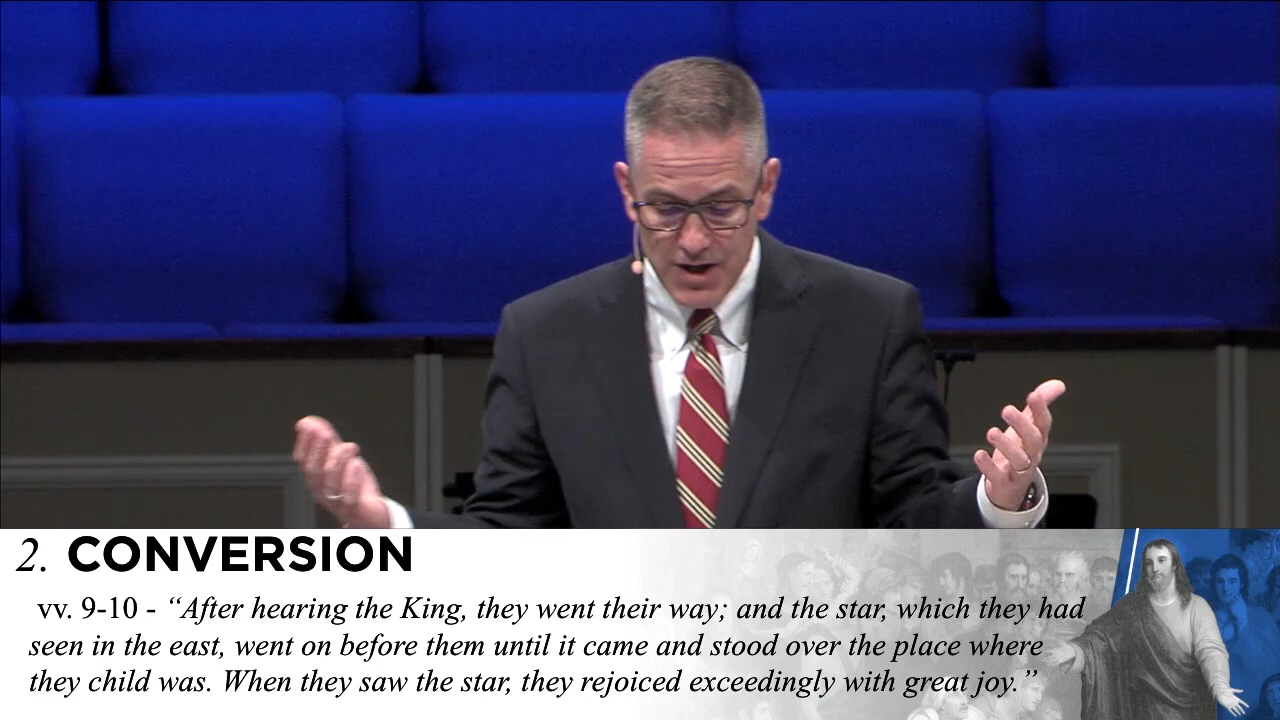 2. CONVERSION
vv. 9-10 - “After hearing the King, they went their way; and the star, which they had
seen in the east, went on before them until it came and stood over the place where
they child was. When they saw the star, they rejoiced exceedingly with great joy.”